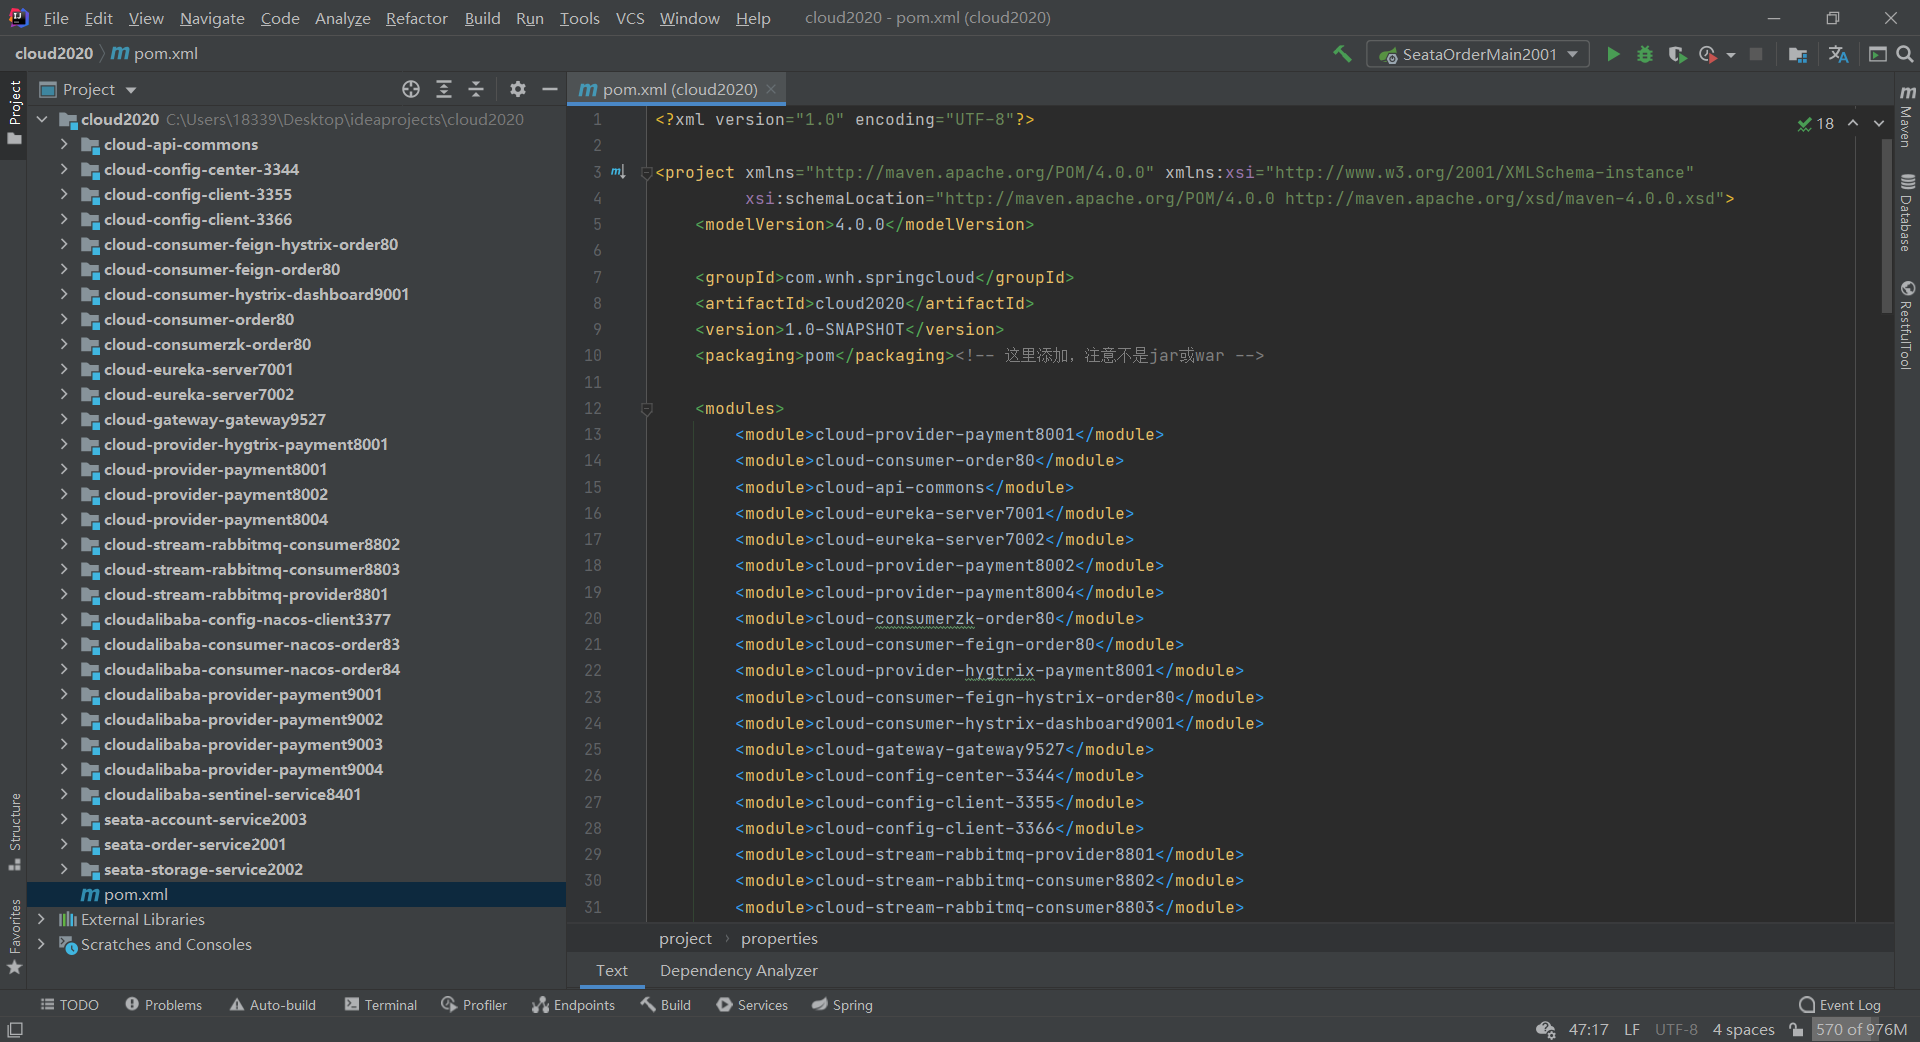 File Edit View Navigate Code Analyze Refactor Build Run Tools VCS Window Help cloud2020 - pom.xml (cloud2020)
cloud2020 pom.xml
SeataOrderMain2001
Project
Project
pom.xml (cloud2020)
cloud2020 C:\Users\18339\Desktop\ideaprojects\cloud2020
cloud-api-commons
cloud-config-center-3344
cloud-config-client-3355
cloud-config-client-3366
cloud-consumer-feign-hystrix-order80
cloud-consumer-feign-order80
cloud-consumer-hystrix-dashboard9001
cloud-consumer-order80
cloud-consumerzk-order80
cloud-eureka-server7001
cloud-eureka-server7002
cloud-gateway-gateway9527
cloud-provider-hygtrix-payment8001
cloud-provider-payment8001
cloud-provider-payment8002
cloud-provider-payment8004
cloud-stream-rabbitmq-consumer8802
cloud-stream-rabbitmq-consumer8803
cloud-stream-rabbitmq-provider8801
cloudalibaba-config-nacos-client3377
cloudalibaba-consumer-nacos-order83
cloudalibaba-consumer-nacos-order84
cloudalibaba-provider-payment9001
cloudalibaba-provider-payment9002
cloudalibaba-provider-payment9003
cloudalibaba-provider-payment9004
cloudalibaba-sentinel-service8401
seata-account-service2003
seata-order-service2001
seata-storage-service2002
pom.xml
External Libraries
Scratches and Consoles
Structure
Favorites
1 <?xml version="1.0" encoding="UTF-8"?>
2
3 <project xmlns="http://maven.apache.org/POM/4.0.0" xmlns:xsi="http://www.w3.org/2001/XMLSchema-instance"
4 xsi:schemaLocation="http://maven.apache.org/POM/4.0.0 http://maven.apache.org/xsd/maven-4.0.0.xsd">
5 <modelVersion>4.0.0</modelVersion>
6
7 <groupId>com.wnh.springcloud</groupId>
8 <artifactId>cloud2020</artifactId>
9 <version>1.0-SNAPSHOT</version>
10 <packaging>pom</packaging><!-- 这里添加，注意不是jar或war -->
11
12 <modules>
13 <module>cloud-provider-payment8001</module>
14 <module>cloud-consumer-order80</module>
15 <module>cloud-api-commons</module>
16 <module>cloud-eureka-server7001</module>
17 <module>cloud-eureka-server7002</module>
18 <module>cloud-provider-payment8002</module>
19 <module>cloud-provider-payment8004</module>
20 <module>cloud-consumerzk-order80</module>
21 <module>cloud-consumer-feign-order80</module>
22 <module>cloud-provider-hygtrix-payment8001</module>
23 <module>cloud-consumer-feign-hystrix-order80</module>
24 <module>cloud-consumer-hystrix-dashboard9001</module>
25 <module>cloud-gateway-gateway9527</module>
26 <module>cloud-config-center-3344</module>
27 <module>cloud-config-client-3355</module>
28 <module>cloud-config-client-3366</module>
29 <module>cloud-stream-rabbitmq-provider8801</module>
30 <module>cloud-stream-rabbitmq-consumer8802</module>
31 <module>cloud-stream-rabbitmq-consumer8803</module>
18
Maven
Database
RestfulTool
project properties
Text Dependency Analyzer
TODO Problems Auto-build Terminal Profiler Endpoints Build Services Spring Event Log
47:17 LF UTF-8 4 spaces 570 of 976M